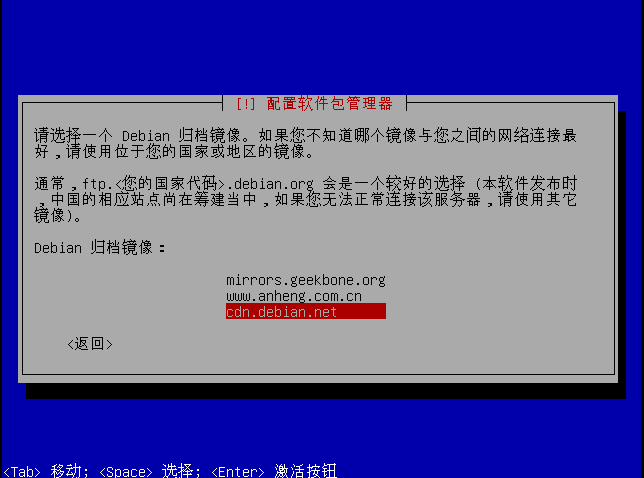 [!] 配置软件包管理器
请选择一个 Debian 归档镜像。如果您不知道哪个镜像与您之间的网络连接最
好，请使用位于您的国家或地区的镜像。
通常，ftp.<您的国家代码>.debian.org 会是一个较好的选择 (本软件发布时
，中国的相应站点尚在筹建当中，如果您无法正常连接该服务器，请使用其它
镜像)。
Debian 归档镜像：
mirrors.geekbone.org
www.anheng.com.cn
cdn.debian.net
<返回>
<Tab> 移动; <Space> 选择; <Enter> 激活按钮